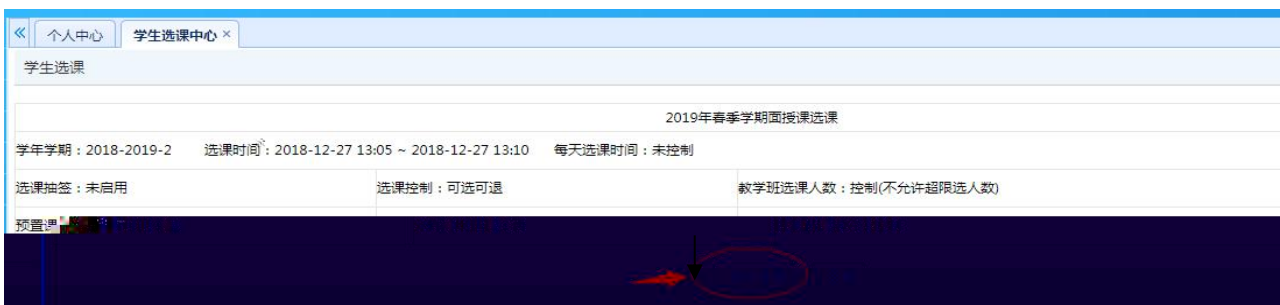 个人中心 学生选课中心 ×
学生选课
2019年春季学期面授课选课
学年学期：2018-2019-2 选课时间：2018-12-27 13:05 ~ 2018-12-27 13:10 每天选课时间：未控制
选课抽签：未启用 选课控制：可选可退 教学班选课人数：控制(不允许超限选人数)
预置课